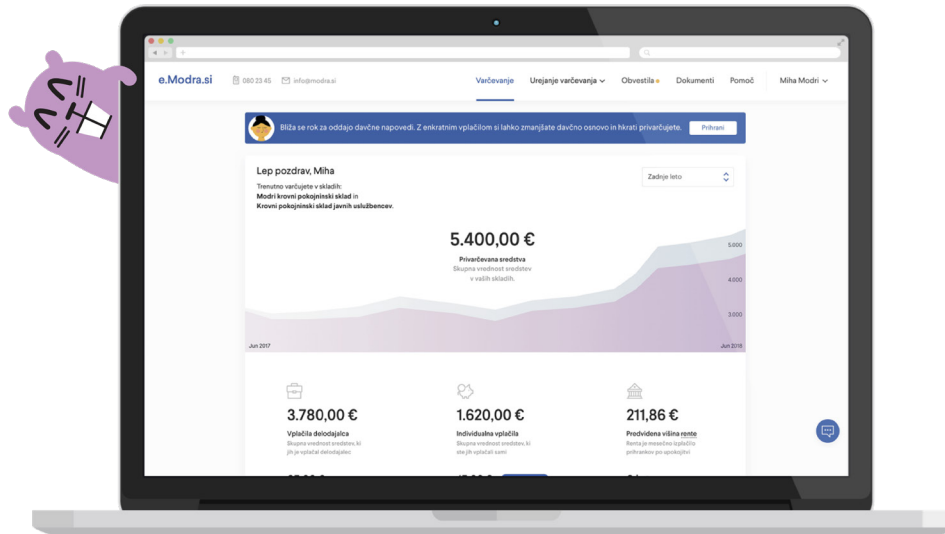 e.Modra.si
080 23 45
info@modra.si
Varčevanje
Urejanje varčevanja
Obvestila
Dokumenti
Pomoč
Miha Modri
Bliža se rok za oddajo davčne napovedi. Z enkratnim vplačilom si lahko zmanjšate davčno osnovo in hkrati privarčujete.
Prihrani
Lep pozdrav, Miha
Zadnje leto
Trenutno varčujete v skladih:
Modri krovni pokojninski sklad in
Krovni pokojninski sklad javnih uslužbencev.
5.400,00 €
Privarčevana sredstva
Skupna vrednost sredstev
v vaših skladih.
5.600
4.000
3.000
Jun 2017
Jun 2018
3.780,00 €
Vplačila delodajalca
Skupna vrednost sredstev, ki
jih je vplačal delodajalec
1.620,00 €
Individualna vplačila
Skupna vrednost sredstev, ki
ste jih vplačali sami
211,86 €
Predvidena višina rente
Renta je mesečno izplačilo
prihrankov po upokojitvi